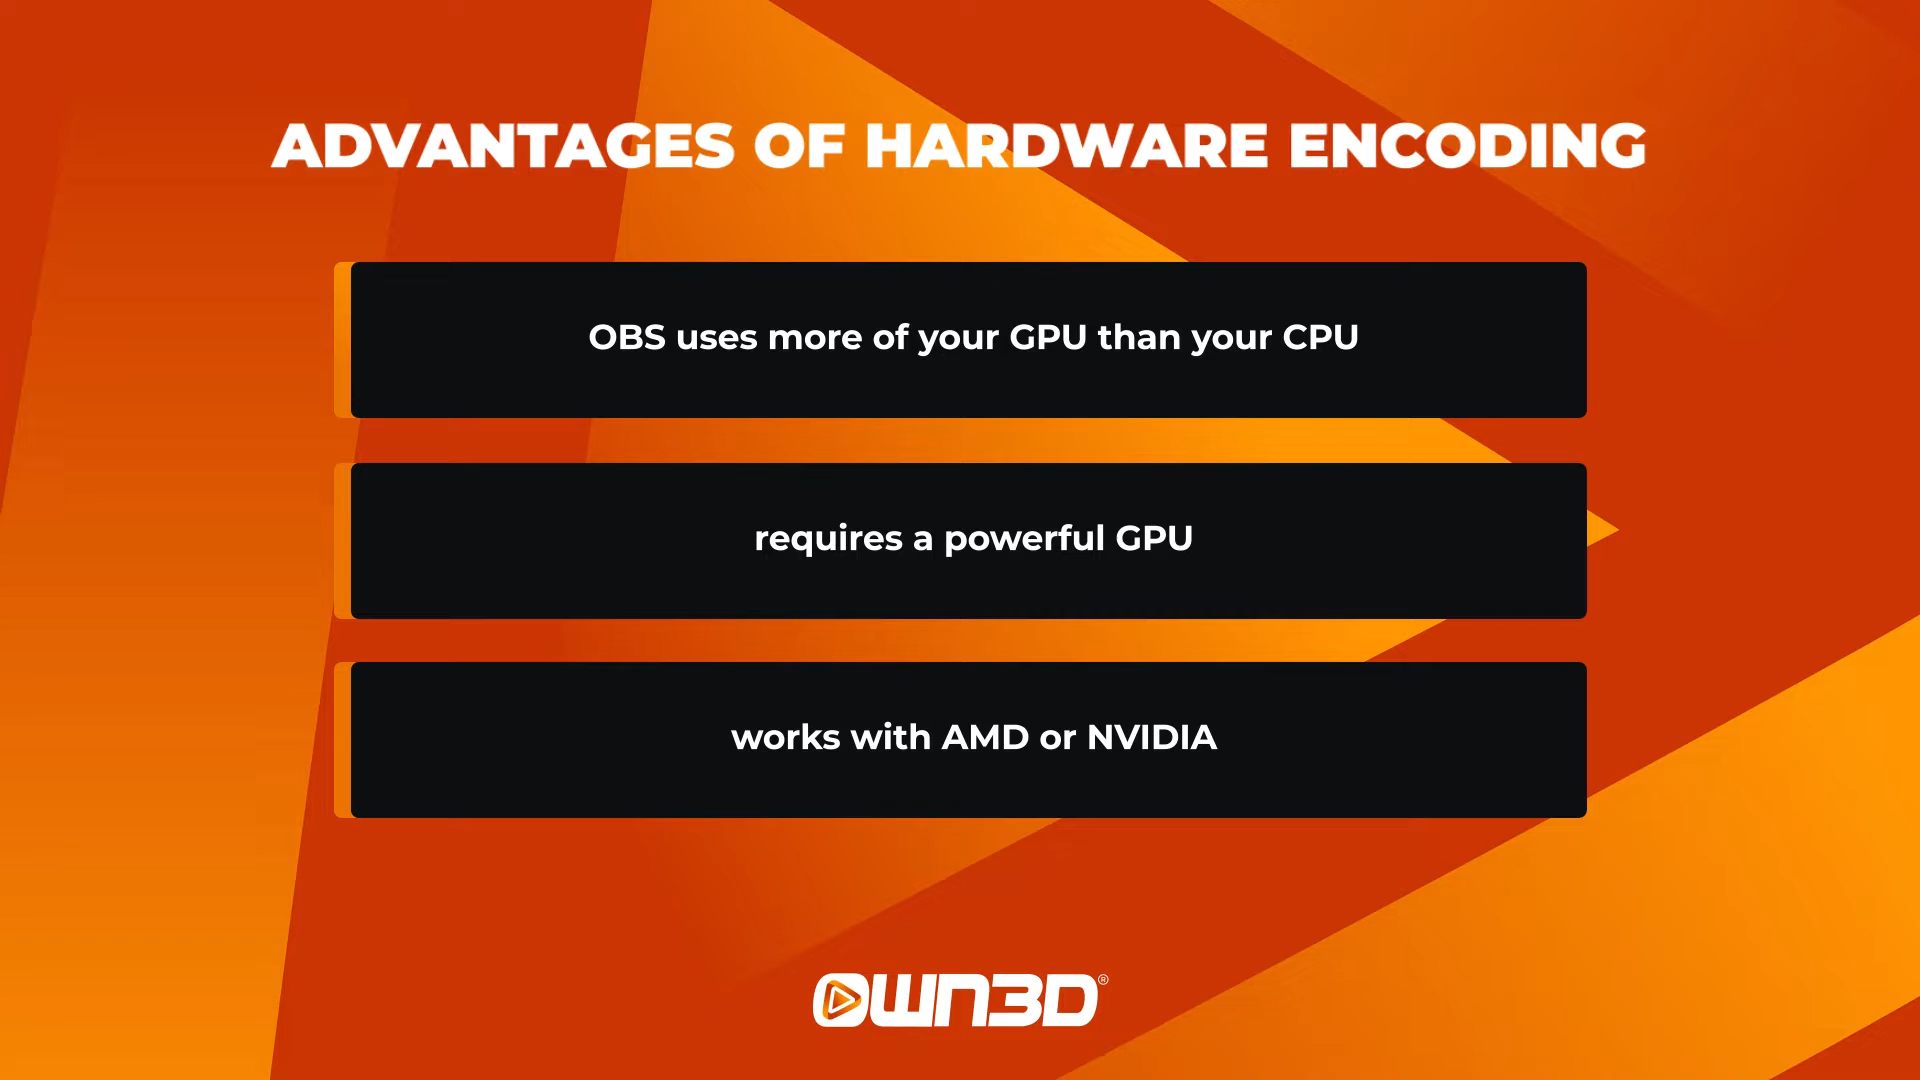 ADVANTAGES OF HARDWARE ENCODING
OBS uses more of your GPU than your CPU
requires a powerful GPU
works with AMD or NVIDIA
OWN3D®